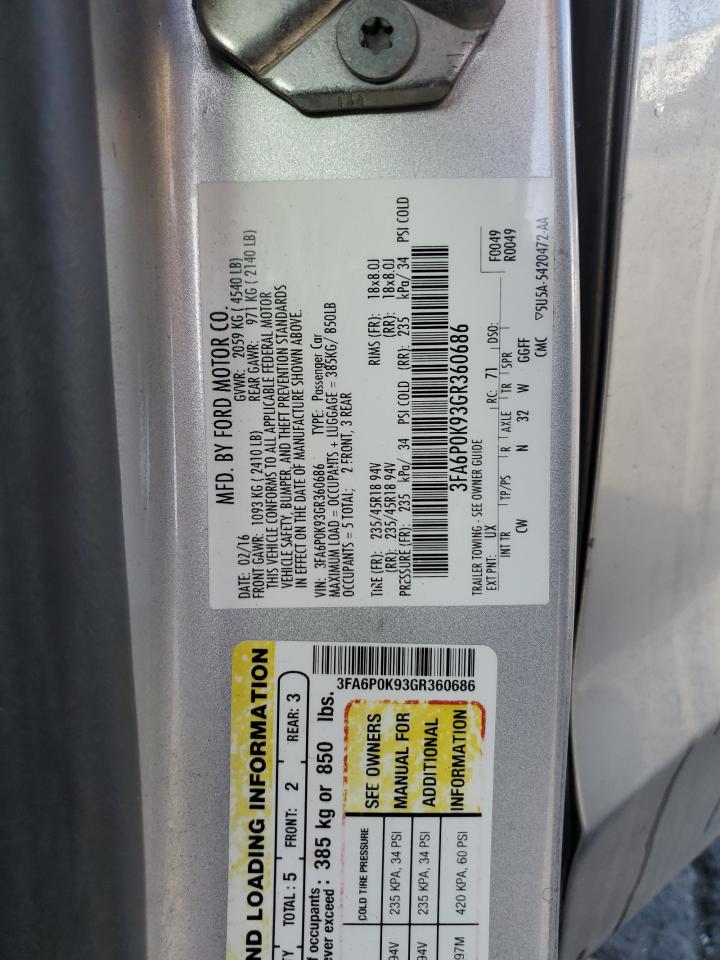 MFD. BY FORD MOTOR CO.
DATE: 02/16 GVWR: 2059 KG ( 4540 LB)
FRONT GAWR: 1093 KG (2410 LB) REAR GAWR: 971 KG ( 2140 LB)
THIS VEHICLE CONFORMS TO ALL APPLICABLE FEDERAL MOTOR
VEHICLE SAFETY, BUMPER, AND THEFT PREVENTION STANDARDS
IN EFFECT ON THE DATE OF MANUFACTURE SHOWN ABOVE.
VIN: 3FA6P0K93GR360686 TYPE: Passenger Car
MAXIMUM LOAD = OCCUPANTS + LUGGAGE = 385KG/ 850LB
OCCUPANTS = 5 TOTAL; 2 FRONT, 3 REAR
TIRE (FR): 235/45R18 94V RIMS (FR): 18x8.0J
(RR): 235/45R18 94V (RR): 18x8.0J
PRESSURE (FR): 235 kPa/ 34 PSI COLD (RR): 235 kPa/ 34 PSI COLD
3FA6P0K93GR360686
TRAILER TOWING - SEE OWNER GUIDE F0049
EXT PNT: UX RC: 71 DSO: R0049
INT TR TP/PS R AXLE TR SPR
CW N 32 W GGFF
CMC ▽5U5A-5420472-AA
ND LOADING INFORMATION
TY TOTAL: 5 FRONT: 2 REAR: 3
f occupants
ever exceed : 385 kg or 850 lbs.
3FA6P0K93GR360686
COLD TIRE PRESSURE
94V 235 KPA, 34 PSI
94V 235 KPA, 34 PSI
97M 420 KPA, 60 PSI
SEE OWNERS
MANUAL FOR
ADDITIONAL
INFORMATION